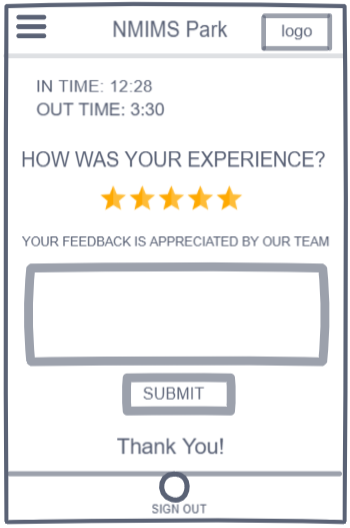 NMIMS Park
logo
IN TIME: 12:28
OUT TIME: 3:30
HOW WAS YOUR EXPERIENCE?
YOUR FEEDBACK IS APPRECIATED BY OUR TEAM
SUBMIT
Thank You!
SIGN OUT